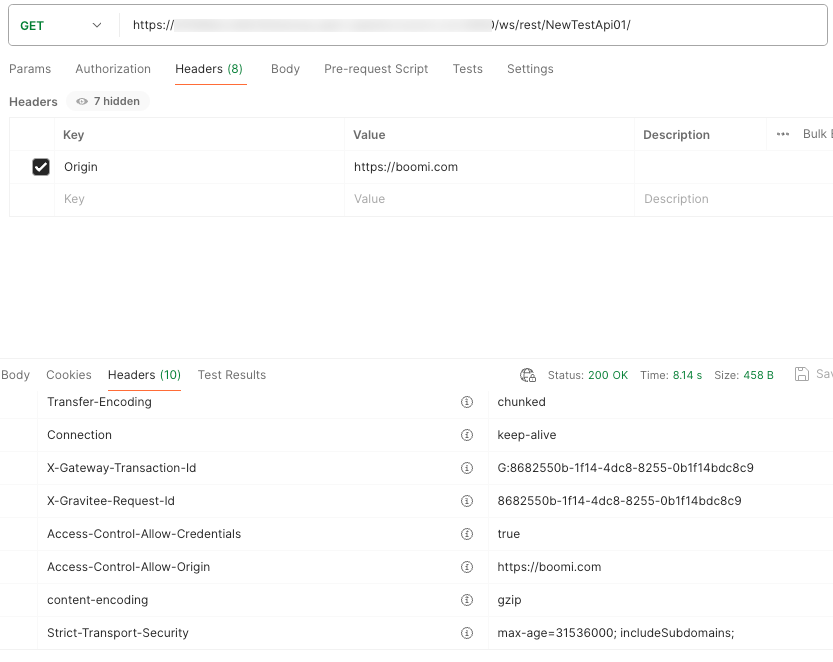 GET https:// /ws/rest/NewTestApi01/
Params Authorization Headers (8) Body Pre-request Script Tests Settings
Headers 7 hidden
Key Value Description ••• Bulk
Origin https://boomi.com
Key Value Description
Body Cookies Headers (10) Test Results Status: 200 OK Time: 8.14 s Size: 458 B Sav
Transfer-Encoding chunked
Connection keep-alive
X-Gateway-Transaction-Id G:8682550b-1f14-4dc8-8255-0b1f14bdc8c9
X-Gravitee-Request-Id 8682550b-1f14-4dc8-8255-0b1f14bdc8c9
Access-Control-Allow-Credentials true
Access-Control-Allow-Origin https://boomi.com
content-encoding gzip
Strict-Transport-Security max-age=31536000; includeSubdomains;